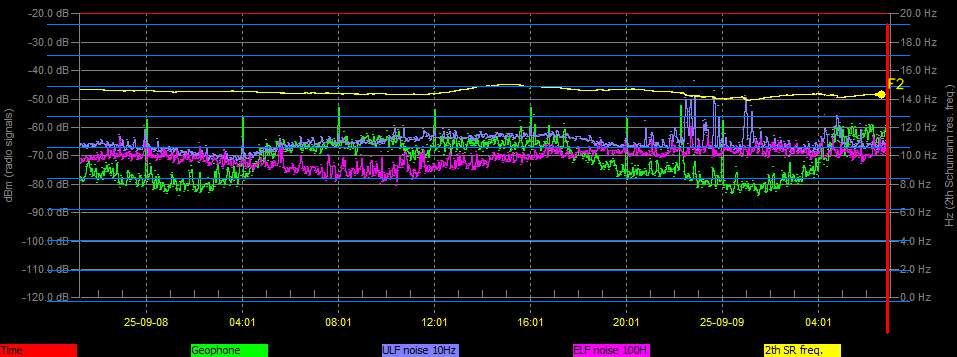 -20.0 dB 20.0 Hz
-30.0 dB 18.0 Hz
-40.0 dB 16.0 Hz
-50.0 dB F2 14.0 Hz
-60.0 dB 12.0 Hz
-70.0 dB 10.0 Hz
-80.0 dB 8.0 Hz
-90.0 dB 6.0 Hz
-100.0 dB 4.0 Hz
-110.0 dB 2.0 Hz
-120.0 dB 0.0 Hz
dBm (radio signals)
Hz (2th Schumann res. freq.)
25-09-08 04:01 08:01 12:01 16:01 20:01 25-09-09 04:01
Time Geophone ULF noise 10Hz ELF noise 100H 2th SR freq.